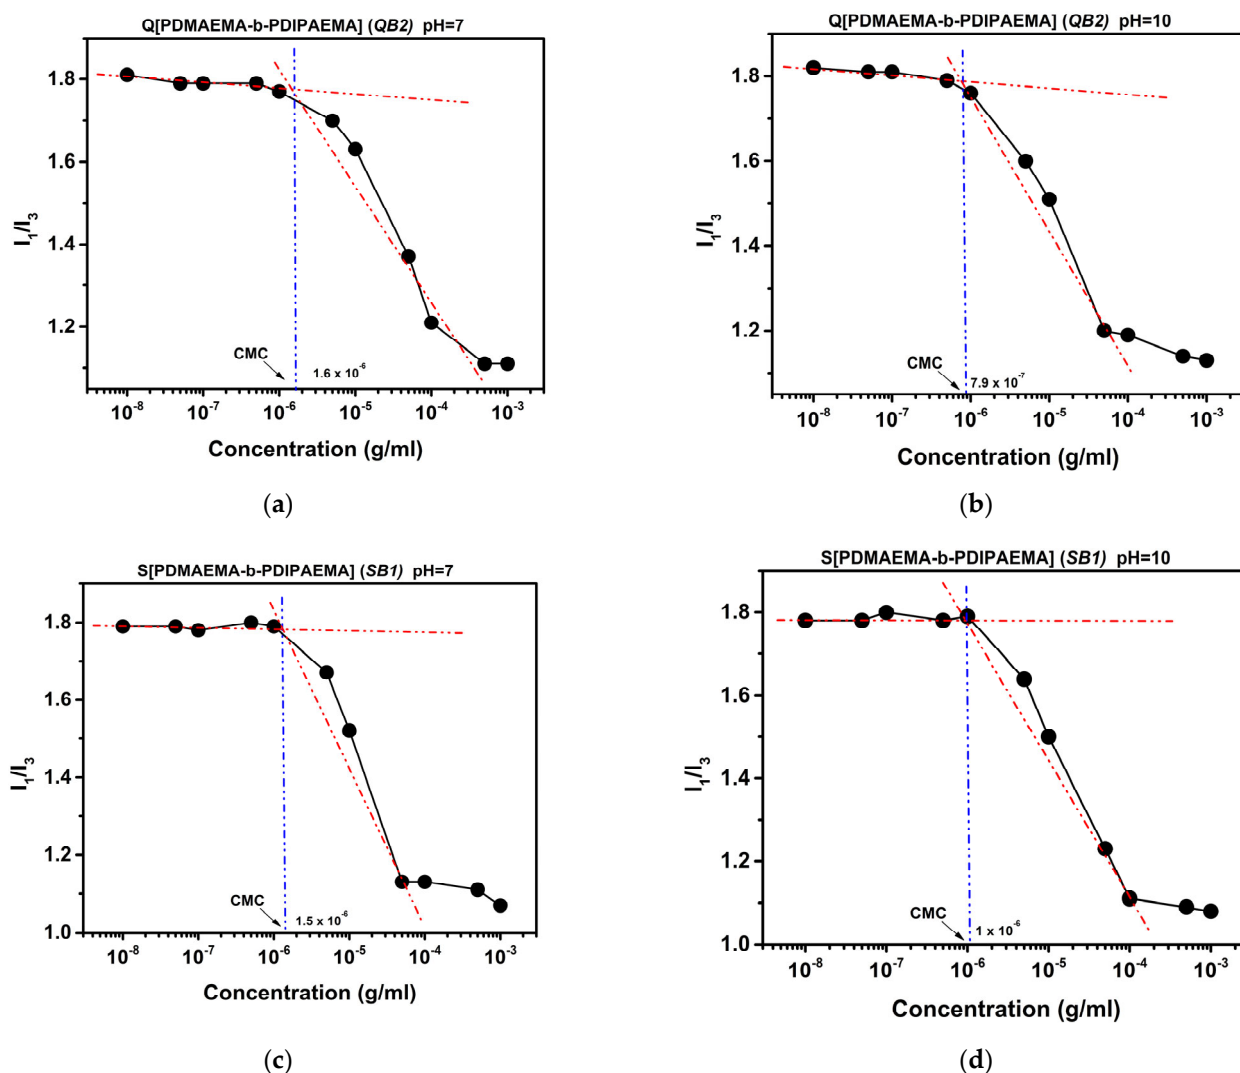 Q[PDMAEMA-b-PDIPAEMA] (QB2) pH=7
I₁/I₃
1.8
1.6
1.4
1.2
CMC
1.6 x 10⁻⁶
10⁻⁸ 10⁻⁷ 10⁻⁶ 10⁻⁵ 10⁻⁴ 10⁻³
Concentration (g/ml)
(a)
Q[PDMAEMA-b-PDIPAEMA] (QB2) pH=10
I₁/I₃
1.8
1.6
1.4
1.2
CMC
7.9 x 10⁻⁷
10⁻⁸ 10⁻⁷ 10⁻⁶ 10⁻⁵ 10⁻⁴ 10⁻³
Concentration (g/ml)
(b)
S[PDMAEMA-b-PDIPAEMA] (SB1) pH=7
I₁/I₃
1.8
1.6
1.4
1.2
1.0
CMC
1.5 x 10⁻⁶
10⁻⁸ 10⁻⁷ 10⁻⁶ 10⁻⁵ 10⁻⁴ 10⁻³
Concentration (g/ml)
(c)
S[PDMAEMA-b-PDIPAEMA] (SB1) pH=10
I₁/I₃
1.8
1.6
1.4
1.2
1.0
CMC
1 x 10⁻⁶
10⁻⁸ 10⁻⁷ 10⁻⁶ 10⁻⁵ 10⁻⁴ 10⁻³
Concentration (g/ml)
(d)